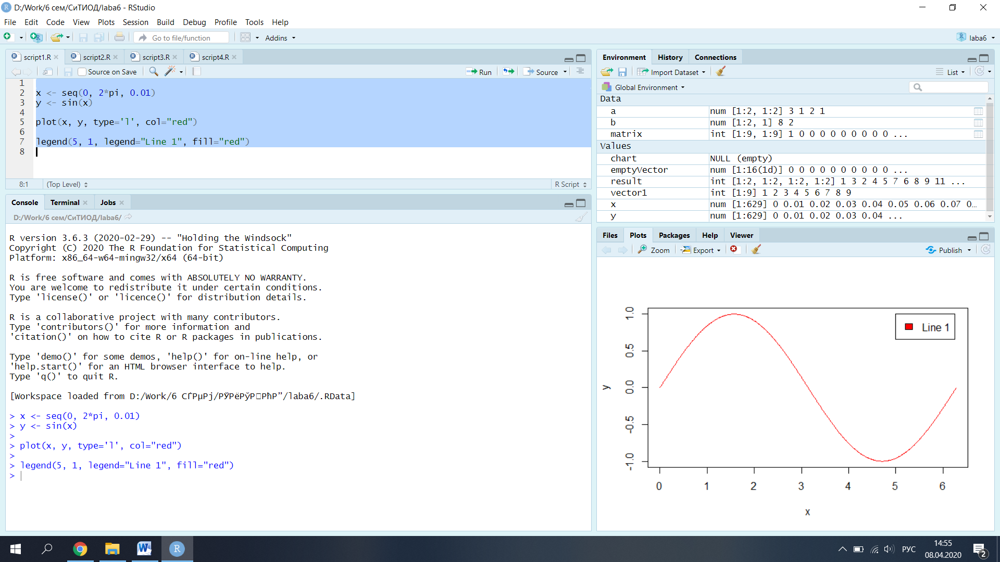 D:/Work/6 сем/СиТИОД/laba6 - RStudio
File Edit Code View Plots Session Build Debug Profile Tools Help
Go to file/function Addins laba6
script1.R script2.R script3.R script4.R
Source on Save Run Source
1
2 x <- seq(0, 2*pi, 0.01)
3 y <- sin(x)
4
5 plot(x, y, type='l', col="red")
6
7 legend(5, 1, legend="Line 1", fill="red")
8
8:1 (Top Level) R Script
Console Terminal Jobs
D:/Work/6 сем/СиТИОД/laba6/
R version 3.6.3 (2020-02-29) -- "Holding the Windsock"
Copyright (C) 2020 The R Foundation for Statistical Computing
Platform: x86_64-w64-mingw32/x64 (64-bit)
R is free software and comes with ABSOLUTELY NO WARRANTY.
You are welcome to redistribute it under certain conditions.
Type 'license()' or 'licence()' for distribution details.
R is a collaborative project with many contributors.
Type 'contributors()' for more information and
'citation()' on how to cite R or R packages in publications.
Type 'demo()' for some demos, 'help()' for on-line help, or
'help.start()' for an HTML browser interface to help.
Type 'q()' to quit R.
[Workspace loaded from D:/Work/6 СЃРµРј/РЎРёРўР□РћР”/laba6/.RData]
> x <- seq(0, 2*pi, 0.01)
> y <- sin(x)
>
> plot(x, y, type='l', col="red")
>
> legend(5, 1, legend="Line 1", fill="red")
>
Environment History Connections
Import Dataset List
Global Environment
Data
a num [1:2, 1:2] 3 1 2 1
b num [1:2, 1] 8 2
matrix int [1:9, 1:9] 1 0 0 0 0 0 0 0 0 0 ...
Values
chart NULL (empty)
emptyVector num [1:16(1d)] 0 0 0 0 0 0 0 0 0 0 ...
result int [1:2, 1:2, 1:2, 1:2] 1 3 2 4 5 7 6 8 9 11 ...
vector1 int [1:9] 1 2 3 4 5 6 7 8 9
x num [1:629] 0 0.01 0.02 0.03 0.04 0.05 0.06 0.07 0…
y num [1:629] 0 0.01 0.02 0.03 0.04 ...
Files Plots Packages Help Viewer
Zoom Export Publish
Line 1
1.0
0.5
0.0
-0.5
-1.0
y
0 1 2 3 4 5 6
x
РУС
14:55
08.04.2020
2